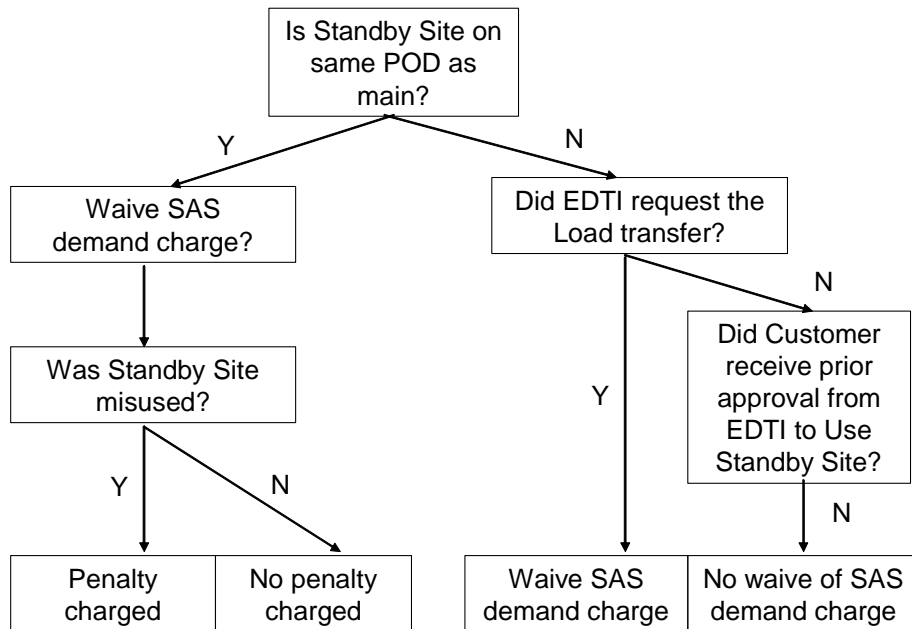 Is Standby Site on
same POD as
main?
Y
N
Waive SAS
demand charge?
Did EDTI request the
Load transfer?
N
Was Standby Site
misused?
Did Customer
receive prior
approval from
EDTI to Use
Standby Site?
Y
Y
N
N
Penalty
charged
No penalty
charged
Waive SAS
demand charge
No waive of SAS
demand charge